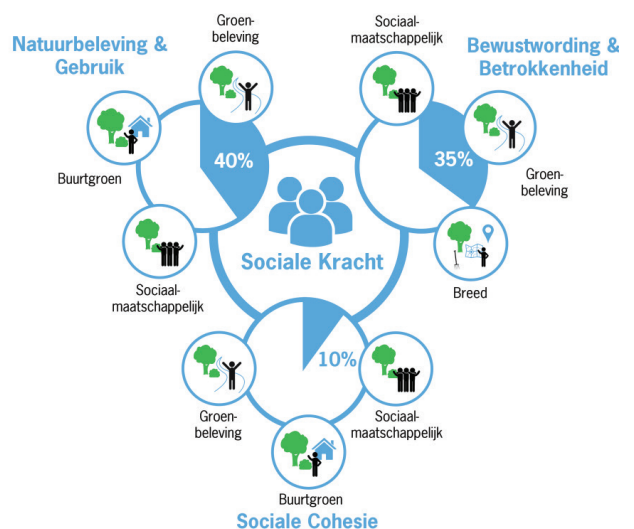 Natuurbeleving &
Gebruik
Groen-
beleving
Buurtgroen
40%
Sociaal-
maatschappelijk
Sociaal-
maatschappelijk
Bewustwording &
Betrokkenheid
35%
Groen-
beleving
Breed
Sociale Kracht
10%
Groen-
beleving
Sociaal-
maatschappelijk
Buurtgroen
Sociale Cohesie